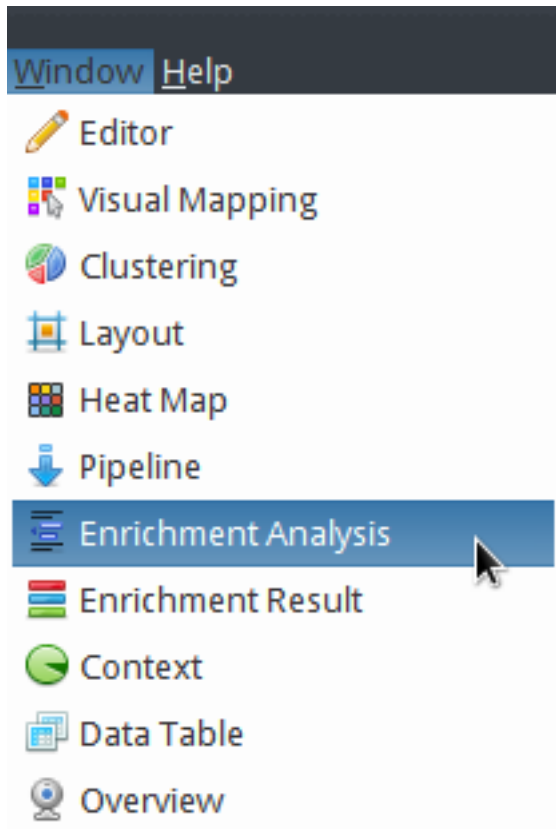 Window Help
Editor
Visual Mapping
Clustering
Layout
Heat Map
Pipeline
Enrichment Analysis
Enrichment Result
Context
Data Table
Overview